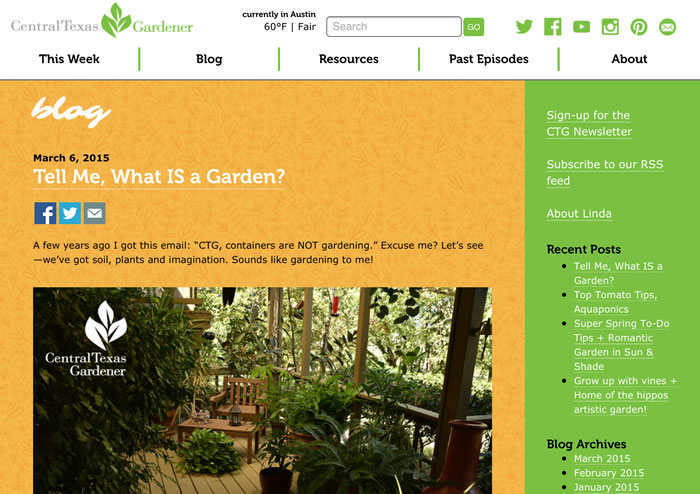 CentralTexas Gardener
currently in Austin
60°F | Fair
Search
GO
This Week
Blog
Resources
Past Episodes
About
blog
March 6, 2015
Tell Me, What IS a Garden?
A few years ago I got this email: “CTG, containers are NOT gardening.” Excuse me? Let’s see
—we’ve got soil, plants and imagination. Sounds like gardening to me!
CentralTexas
Gardener
Sign-up for the
CTG Newsletter
Subscribe to our RSS
feed
About Linda
Recent Posts
Tell Me, What IS a
Garden?
Top Tomato Tips,
Aquaponics
Super Spring To-Do
Tips + Romantic
Garden in Sun &
Shade
Grow up with vines +
Home of the hippos
artistic garden!
Blog Archives
March 2015
February 2015
January 2015